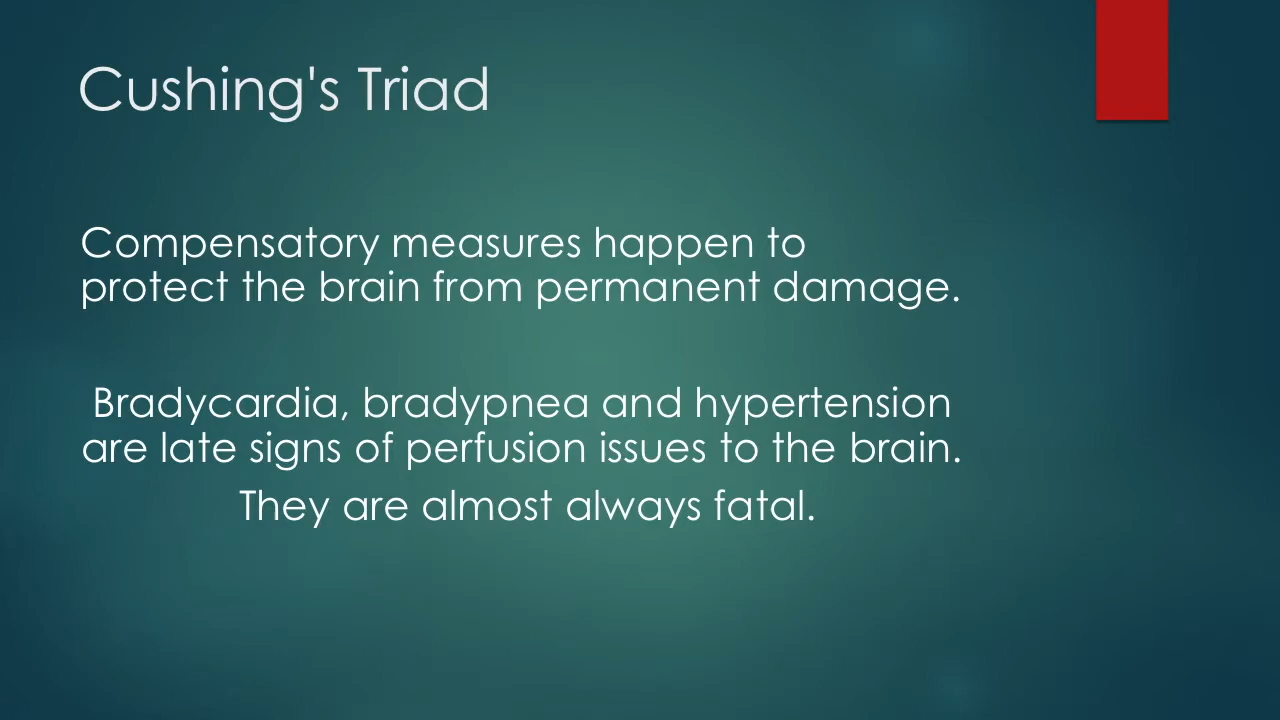 Cushing's Triad
Compensatory measures happen to
protect the brain from permanent damage.
Bradycardia, bradypnea and hypertension
are late signs of perfusion issues to the brain.
They are almost always fatal.